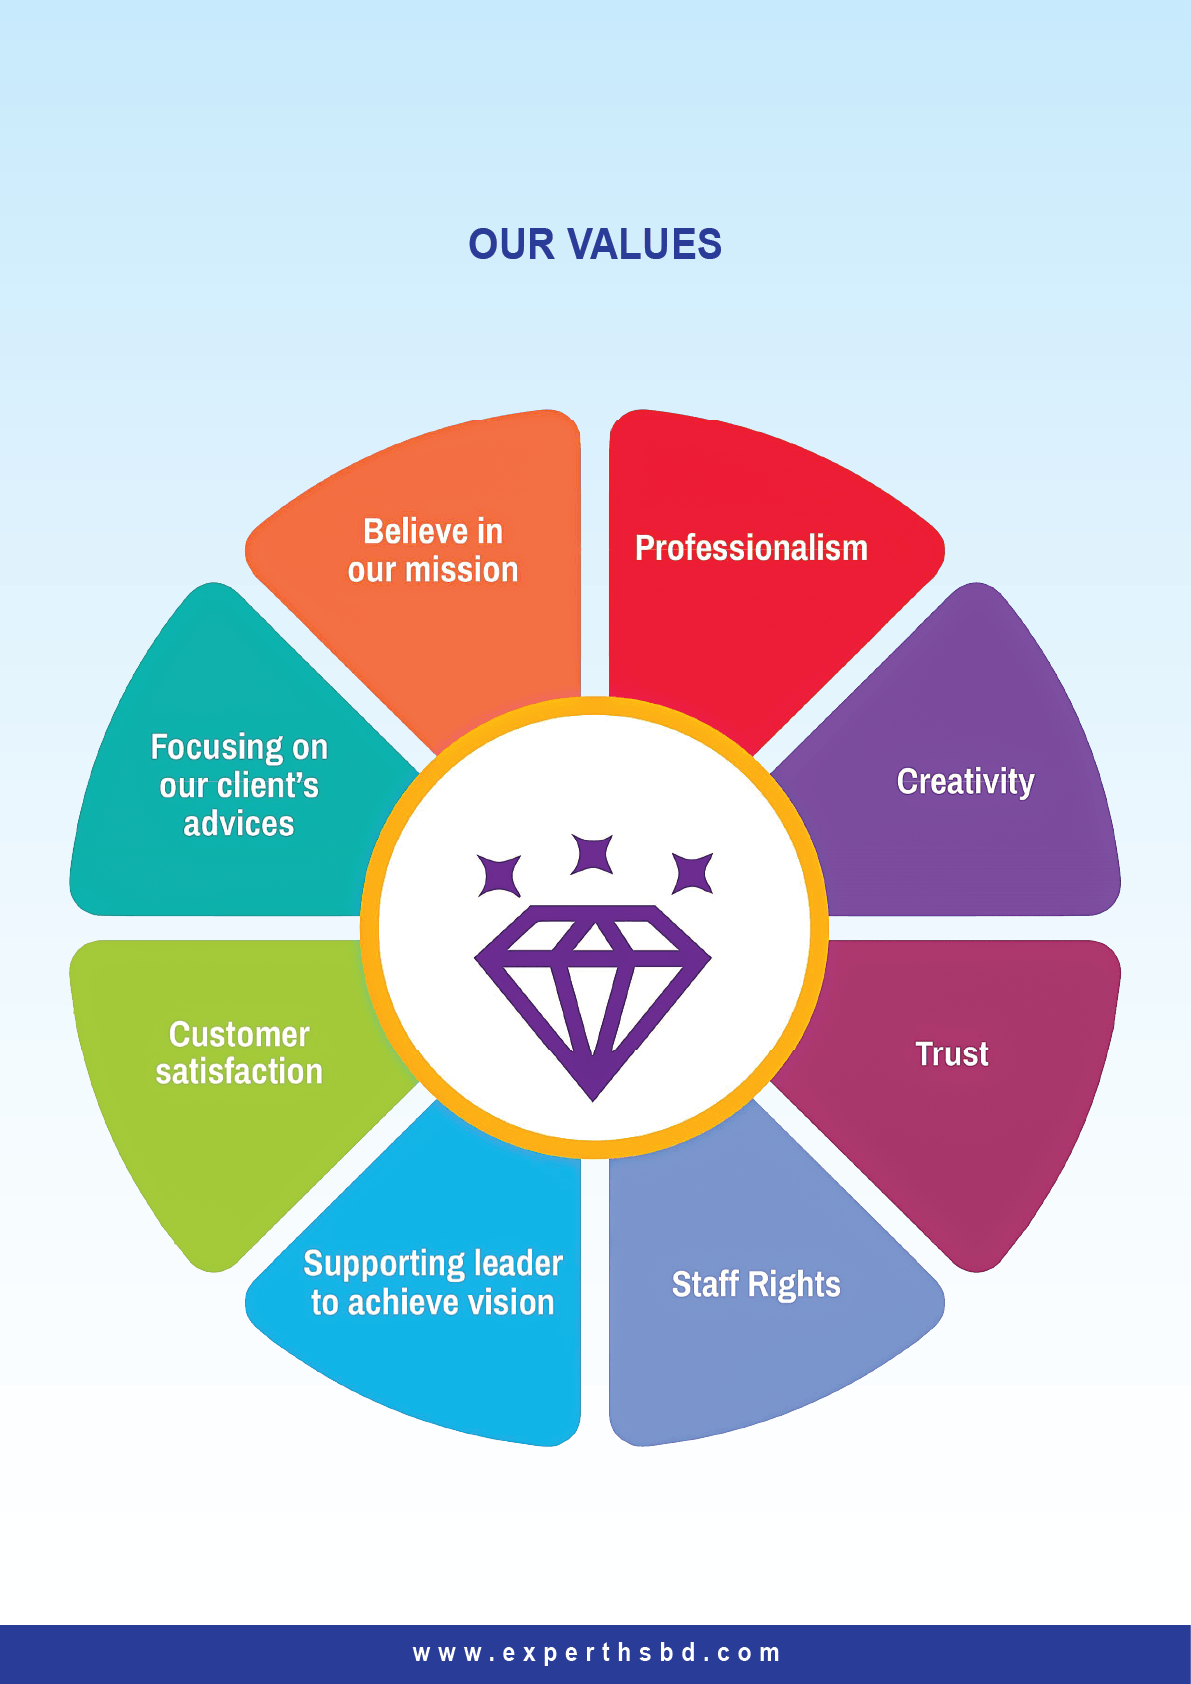 OUR VALUES
Believe in
our mission
Professionalism
Focusing on
our client's
advices
Creativity
Customer
satisfaction
Trust
Supporting leader
to achieve vision
Staff Rights
www.experthsbd.com